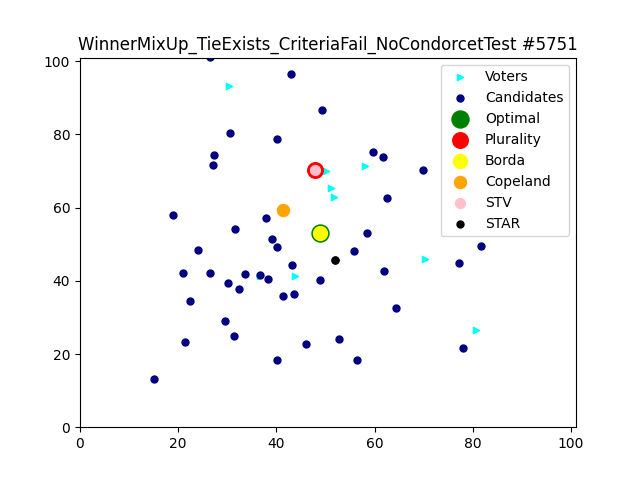 WinnerMixUp_TieExists_CriteriaFail_NoCondorcetTest #5751
100
80
60
40
20
0
0 20 40 60 80 100
Voters
Candidates
Optimal
Plurality
Borda
Copeland
STV
STAR